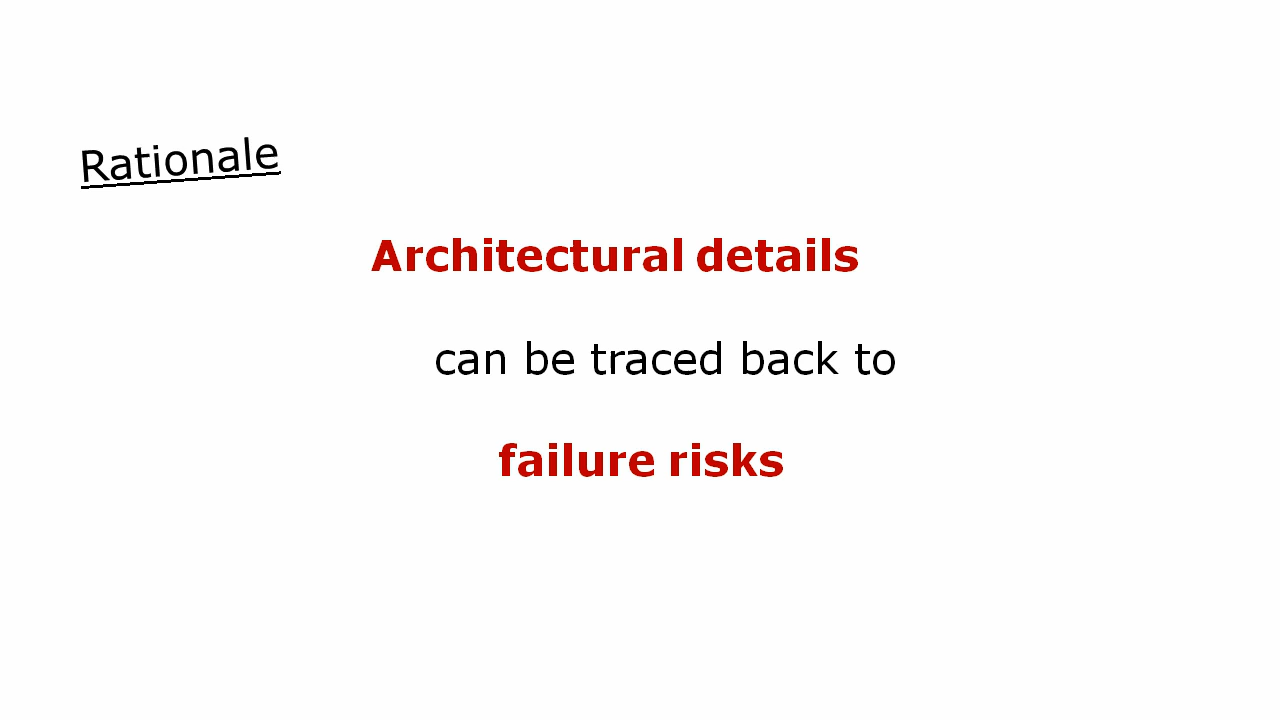 Rationale
Architectural details
can be traced back to
failure risks